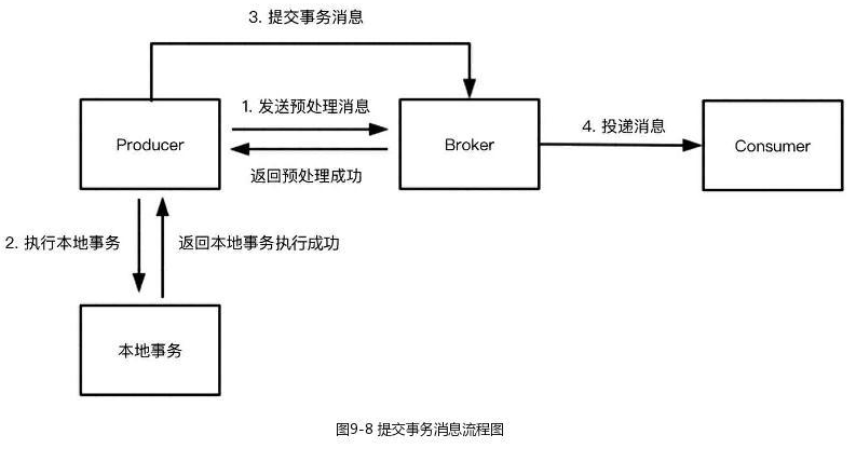 3. 提交事务消息
1. 发送预处理消息
Producer
Broker
4. 投递消息
Consumer
返回预处理成功
2. 执行本地事务
返回本地事务执行成功
本地事务
图9-8 提交事务消息流程图